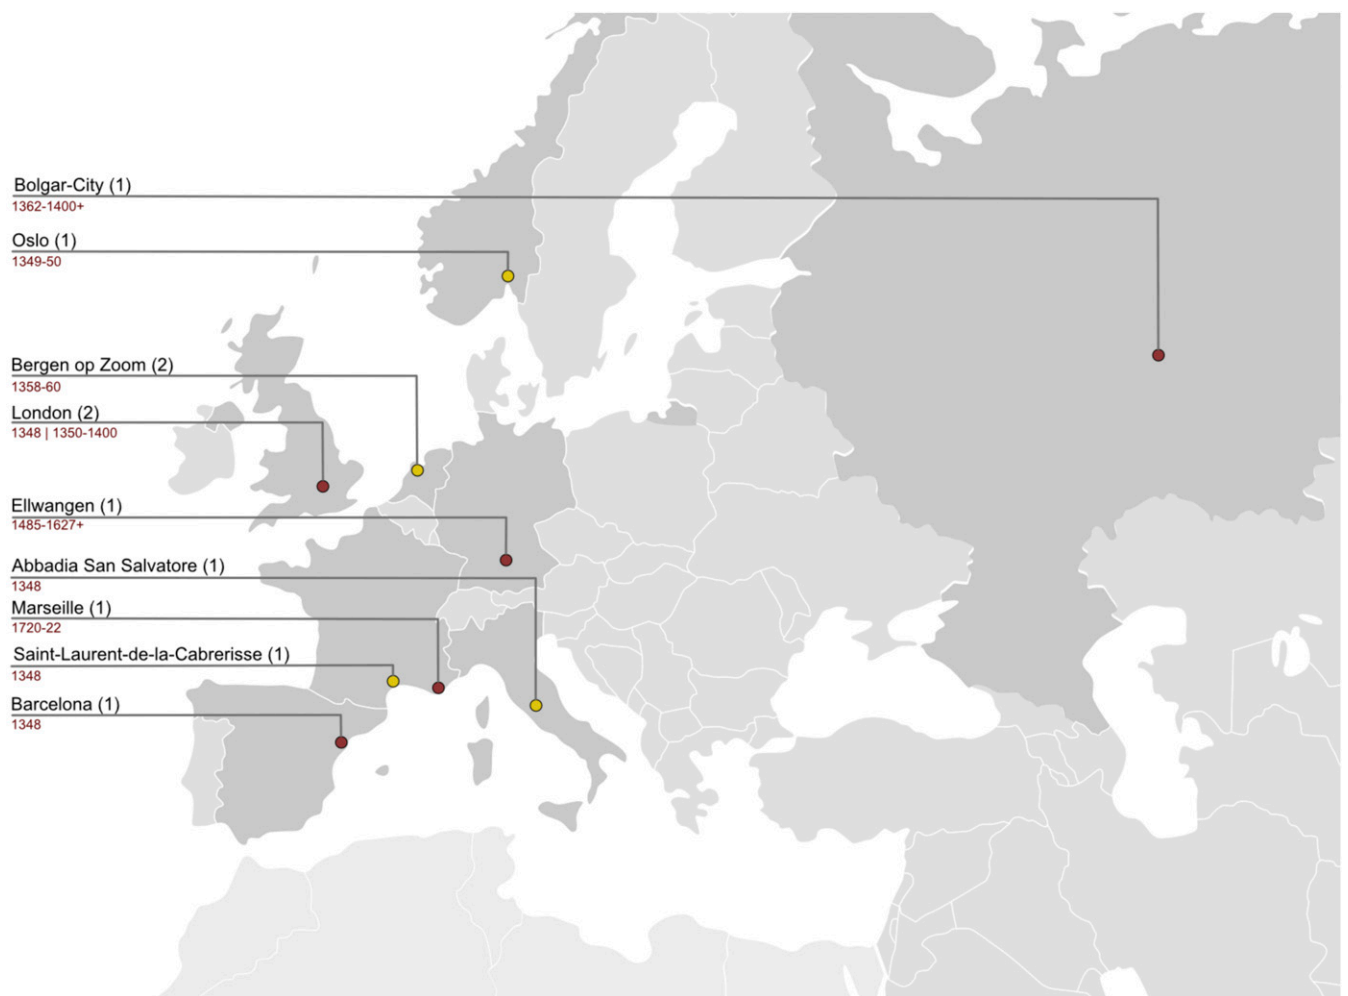 Bolgar-City (1)
1362-1400+
Oslo (1)
1349-50
Bergen op Zoom (2)
1358-60
London (2)
1348 | 1350-1400
Ellwangen (1)
1485-1627+
Abbadia San Salvatore (1)
1348
Marseille (1)
1720-22
Saint-Laurent-de-la-Cabrerisse (1)
1348
Barcelona (1)
1348